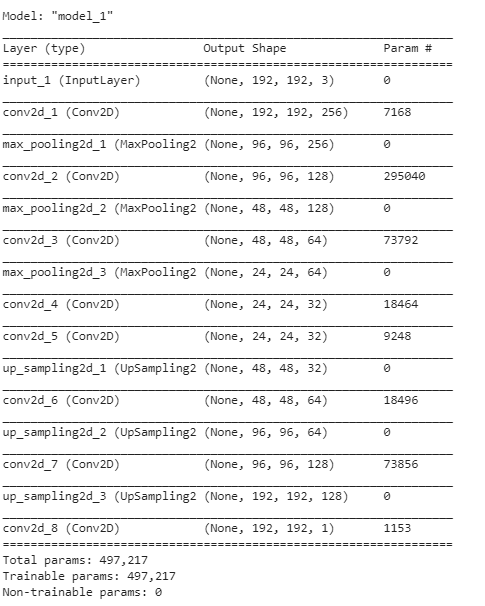 Model: "model_1"
Layer (type) Output Shape Param #
input_1 (InputLayer) (None, 192, 192, 3) 0
conv2d_1 (Conv2D) (None, 192, 192, 256) 7168
max_pooling2d_1 (MaxPooling2 (None, 96, 96, 256) 0
conv2d_2 (Conv2D) (None, 96, 96, 128) 295040
max_pooling2d_2 (MaxPooling2 (None, 48, 48, 128) 0
conv2d_3 (Conv2D) (None, 48, 48, 64) 73792
max_pooling2d_3 (MaxPooling2 (None, 24, 24, 64) 0
conv2d_4 (Conv2D) (None, 24, 24, 32) 18464
conv2d_5 (Conv2D) (None, 24, 24, 32) 9248
up_sampling2d_1 (UpSampling2 (None, 48, 48, 32) 0
conv2d_6 (Conv2D) (None, 48, 48, 64) 18496
up_sampling2d_2 (UpSampling2 (None, 96, 96, 64) 0
conv2d_7 (Conv2D) (None, 96, 96, 128) 73856
up_sampling2d_3 (UpSampling2 (None, 192, 192, 128) 0
conv2d_8 (Conv2D) (None, 192, 192, 1) 1153
Total params: 497,217
Trainable params: 497,217
Non-trainable params: 0